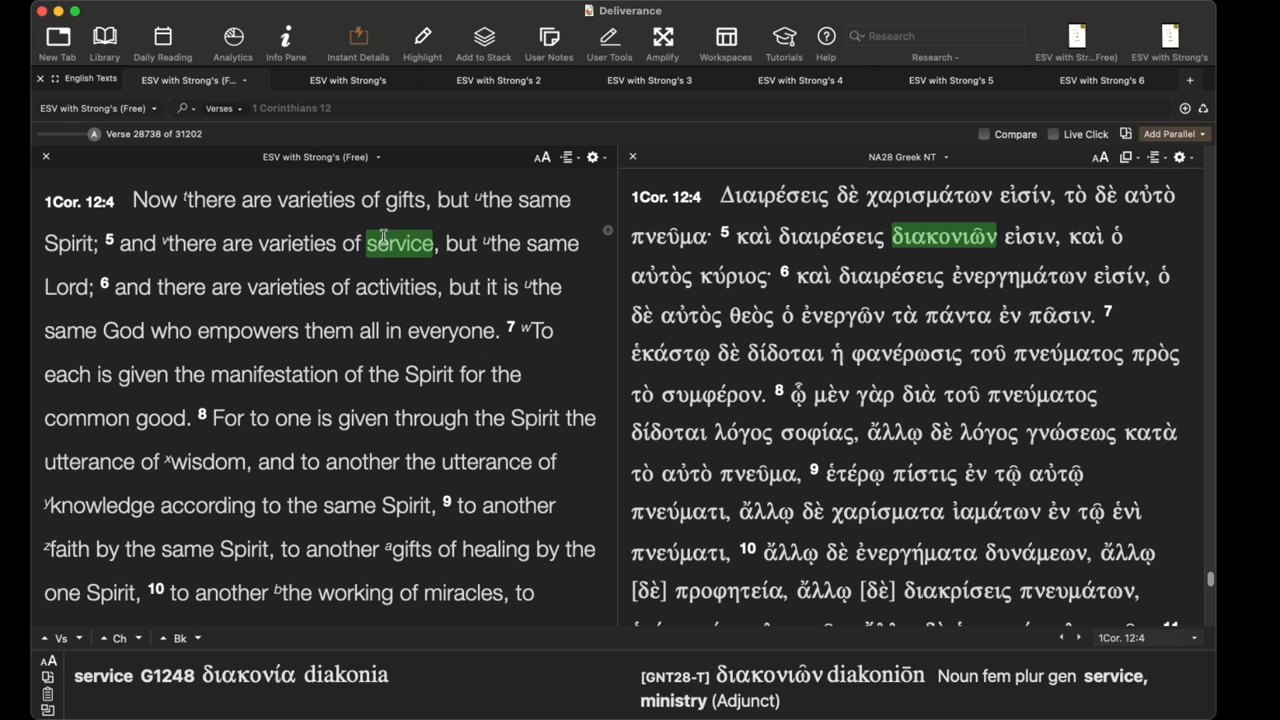 Deliverance
New Tab Library Daily Reading Analytics Info Pane Instant Details Highlight Add to Stack User Notes User Tools Amplify Workspaces Tutorials Help Research Research ESV with Str...Free) ESV with Strong's
English Texts ESV with Strong's (F... ESV with Strong's ESV with Strong's 2 ESV with Strong's 3 ESV with Strong's 4 ESV with Strong's 5 ESV with Strong's 6
ESV with Strong's (Free) Verses 1 Corinthians 12
A Verse 28738 of 31202 Compare Live Click Add Parallel
ESV with Strong's (Free) AA
1Cor. 12:4 Now ᵗthere are varieties of gifts, but ᵘthe same
Spirit; 5 and ᵛthere are varieties of service, but ᵘthe same
Lord; 6 and there are varieties of activities, but it is ᵘthe
same God who empowers them all in everyone. 7 ʷTo
each is given the manifestation of the Spirit for the
common good. 8 For to one is given through the Spirit the
utterance of ˣwisdom, and to another the utterance of
ʸknowledge according to the same Spirit, 9 to another
ᶻfaith by the same Spirit, to another ᵃgifts of healing by the
one Spirit, 10 to another ᵇthe working of miracles, to
NA28 Greek NT AA
1Cor. 12:4 Διαιρέσεις δὲ χαρισμάτων εἰσίν, τὸ δὲ αὐτὸ
πνεῦμα· 5 καὶ διαιρέσεις διακονιῶν εἰσιν, καὶ ὁ
αὐτὸς κύριος· 6 καὶ διαιρέσεις ἐνεργημάτων εἰσίν, ὁ
δὲ αὐτὸς θεὸς ὁ ἐνεργῶν τὰ πάντα ἐν πᾶσιν. 7
ἑκάστῳ δὲ δίδοται ἡ φανέρωσις τοῦ πνεύματος πρὸς
τὸ συμφέρον. 8 ᾧ μὲν γὰρ διὰ τοῦ πνεύματος
δίδοται λόγος σοφίας, ἄλλῳ δὲ λόγος γνώσεως κατὰ
τὸ αὐτὸ πνεῦμα, 9 ἑτέρῳ πίστις ἐν τῷ αὐτῷ
πνεύματι, ἄλλῳ δὲ χαρίσματα ἰαμάτων ἐν τῷ ἑνὶ
πνεύματι, 10 ἄλλῳ δὲ ἐνεργήματα δυνάμεων, ἄλλῳ
[δὲ] προφητεία, ἄλλῳ [δὲ] διακρίσεις πνευμάτων,
Vs Ch Bk 1Cor. 12:4
AA service G1248 διακονία diakonia
[GNT28-T] διακονιῶν diakoniōn Noun fem plur gen service,
ministry (Adjunct)